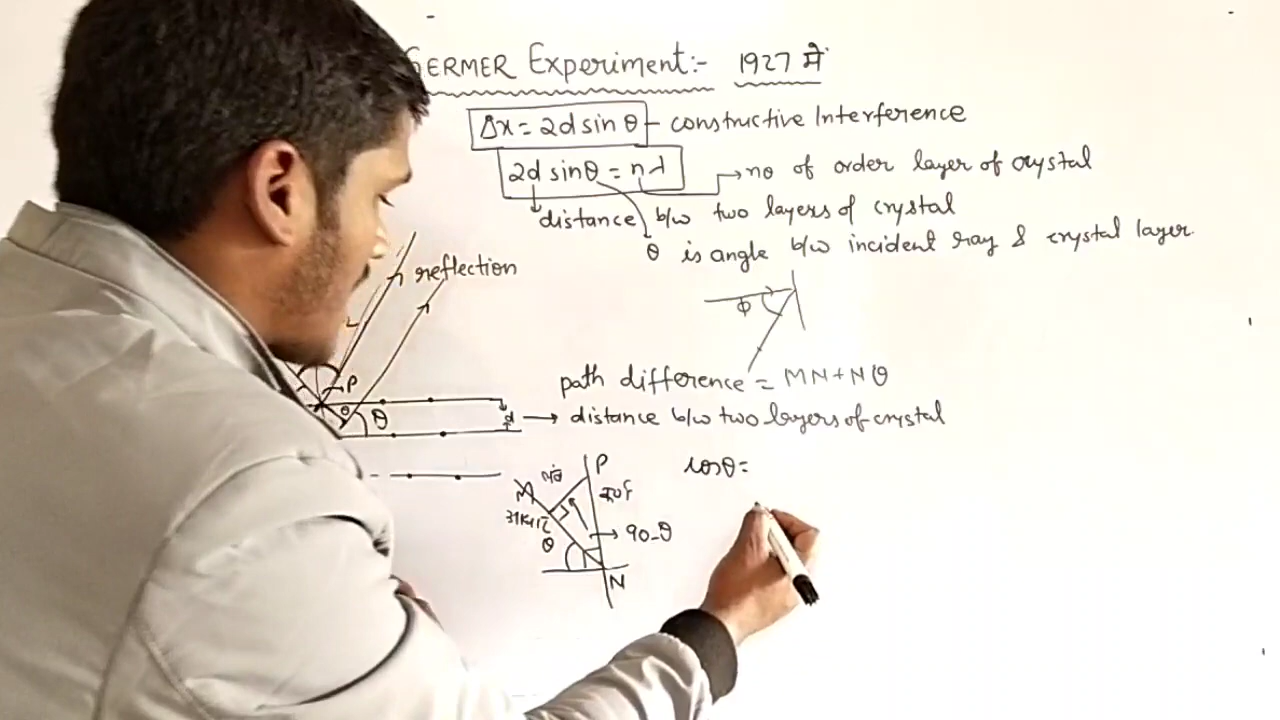 GERMER Experiment:- 1927 में
Δx = 2d sin θ - constructive Interference
2d sinθ = nλ → no of order layer of crystal
distance b/w two layers of crystal
θ is angle b/w incident ray & crystal layer.
reflection
Φ
path difference = MN + NQ
P
θ θ d → distance b/w two layers of crystal
P cosθ =
लंब कर्ण
M
आधार
θ → 90-θ
N